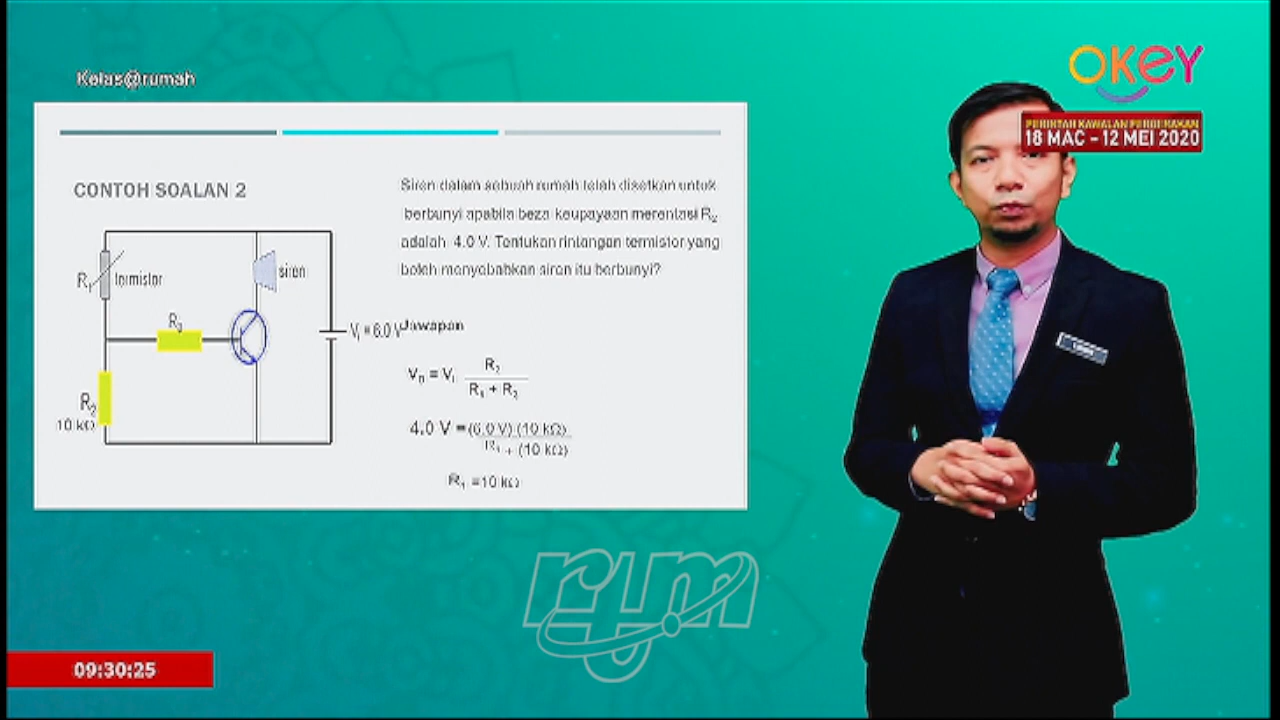 Kelas@rumah
OKEY
PERINTAH KAWALAN PERGERAKAN
18 MAC - 12 MEI 2020
CONTOH SOALAN 2
Siren dalam sebuah rumah telah disetkan untuk
berbunyi apabila beza keupayaan merentasi R₂
adalah 4.0 V. Tentukan rintangan termistor yang
boleh menyebabkan siren itu berbunyi?
R₁
termistor
siren
R₃
R₂
10 kΩ
Vᵢ = 6.0 V
Jawapan
V₀ = Vᵢ R₂
R₁ + R₂
4.0 V = (6.0 V) (10 kΩ)
R₁ + (10 kΩ)
R₁ = 10 kΩ
rtm
09:30:25